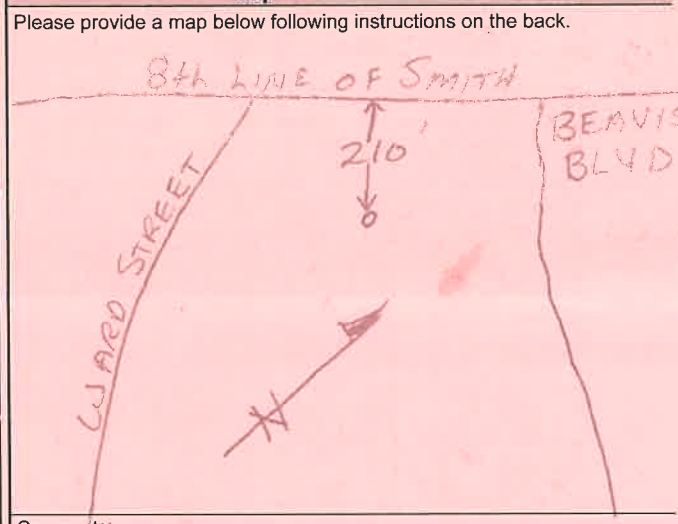 Please provide a map below following instructions on the back.
8th LINE OF SMITH
210'
BEAVIS
BLVD
WARD STREET
N